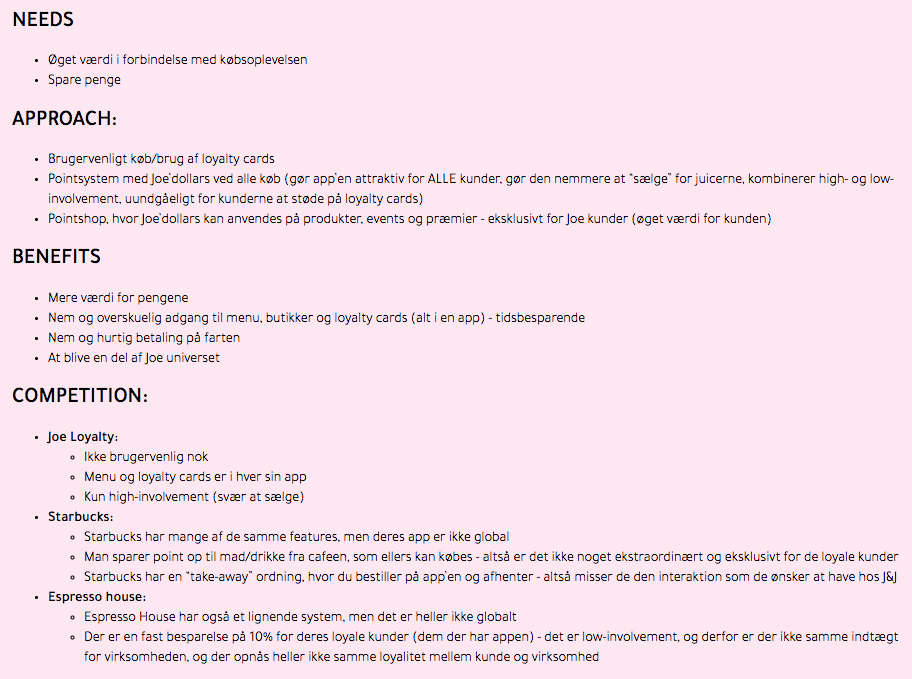 NEEDS
• Øget værdi i forbindelse med købsoplevelsen
• Spare penge
APPROACH:
• Brugervenligt køb/brug af loyalty cards
• Pointsystem med Joe'dollars ved alle køb (gør app'en attraktiv for ALLE kunder, gør den nemmere at "sælge" for juicerne, kombinerer high- og low-
involvement, uundgåeligt for kunderne at støde på loyalty cards)
• Pointshop, hvor Joe'dollars kan anvendes på produkter, events og præmier - eksklusivt for Joe kunder (øget værdi for kunden)
BENEFITS
• Mere værdi for pengene
• Nem og overskuelig adgang til menu, butikker og loyalty cards (alt i en app) - tidsbesparende
• Nem og hurtig betaling på farten
• At blive en del af Joe universet
COMPETITION:
• Joe Loyalty:
◦ Ikke brugervenlig nok
◦ Menu og loyalty cards er i hver sin app
◦ Kun high-involvement (svær at sælge)
• Starbucks:
◦ Starbucks har mange af de samme features, men deres app er ikke global
◦ Man sparer point op til mad/drikke fra cafeen, som ellers kan købes - altså er det ikke noget ekstraordinært og eksklusivt for de loyale kunder
◦ Starbucks har en "take-away" ordning, hvor du bestiller på app'en og afhenter - altså misser de den interaktion som de ønsker at have hos J&J
• Espresso house:
◦ Espresso House har også et lignende system, men det er heller ikke globalt
◦ Der er en fast besparelse på 10% for deres loyale kunder (dem der har appen) - det er low-involvement, og derfor er der ikke samme indtægt
for virksomheden, og der opnås heller ikke samme loyalitet mellem kunde og virksomhed